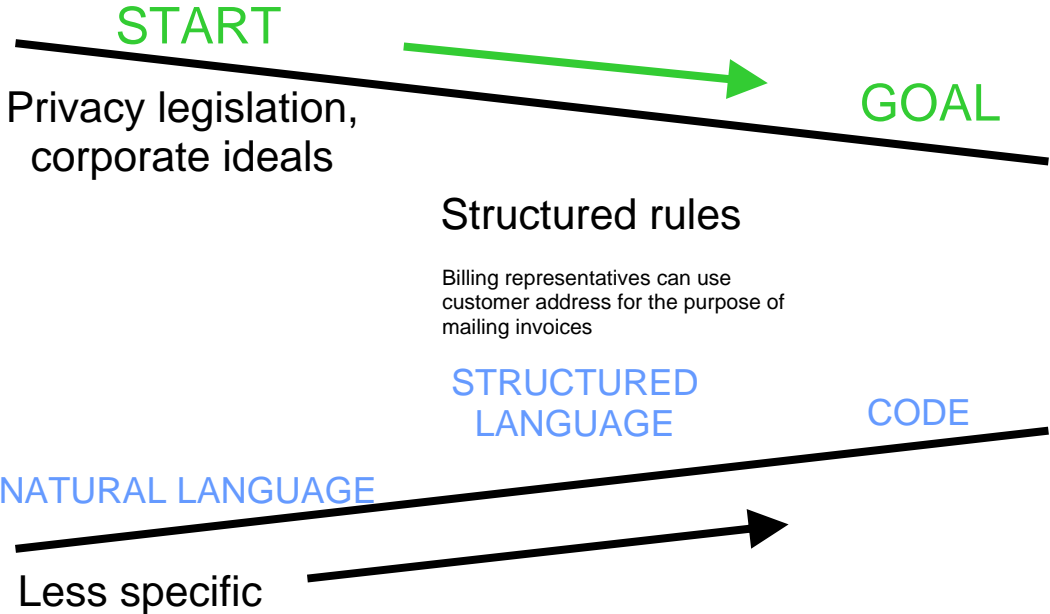 START
GOAL
Privacy legislation,
corporate ideals
Structured rules
Billing representatives can use
customer address for the purpose of
mailing invoices
STRUCTURED
LANGUAGE
CODE
NATURAL LANGUAGE
Less specific